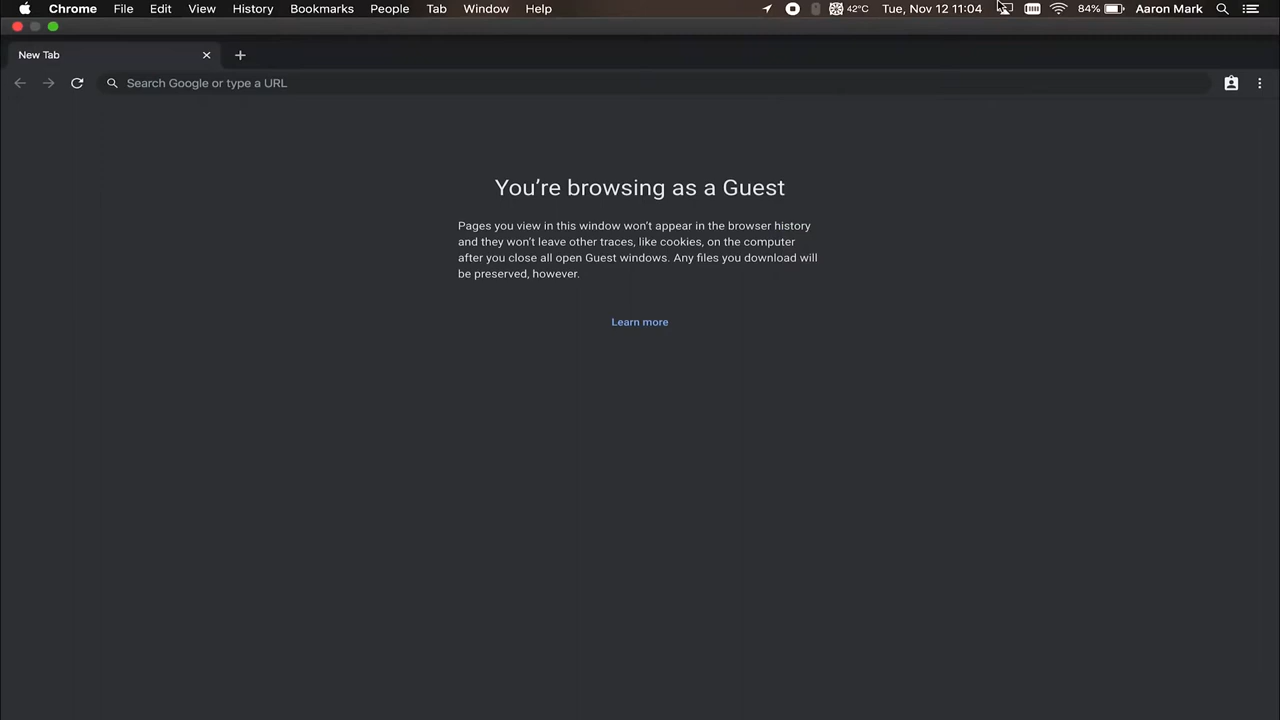 Chrome File Edit View History Bookmarks People Tab Window Help 42°C Tue, Nov 12 11:04 84% Aaron Mark
New Tab
Search Google or type a URL
You're browsing as a Guest
Pages you view in this window won't appear in the browser history
and they won't leave other traces, like cookies, on the computer
after you close all open Guest windows. Any files you download will
be preserved, however.
Learn more